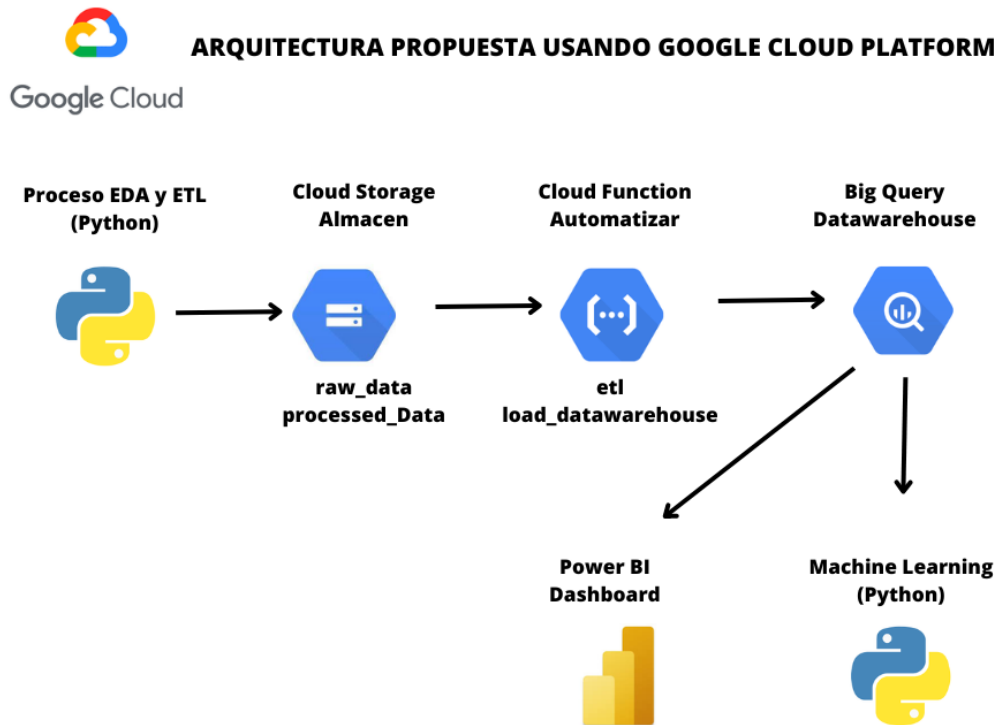 ARQUITECTURA PROPUESTA USANDO GOOGLE CLOUD PLATFORM
Google Cloud
Proceso EDA y ETL
(Python)
Cloud Storage
Almacen
Cloud Function
Automatizar
Big Query
Datawarehouse
raw_data
processed_Data
etl
load_datawarehouse
Power BI
Dashboard
Machine Learning
(Python)